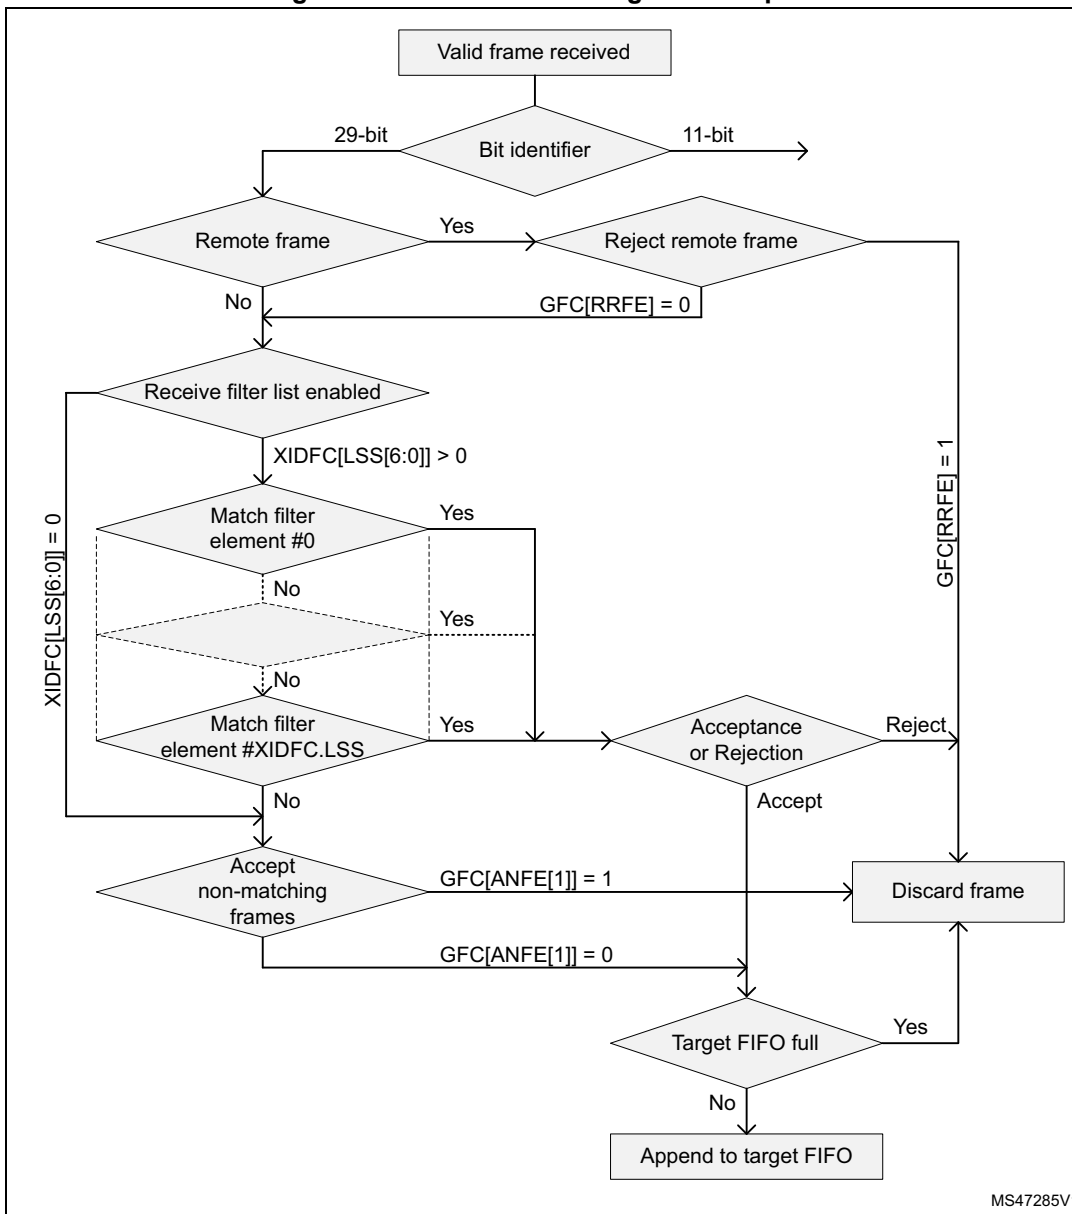 Valid frame received
29-bit
11-bit
Bit identifier
Remote frame
Yes
Reject remote frame
No
GFC[RRFE] = 0
Receive filter list enabled
XIDFC[LSS[6:0]] > 0
GFC[RRFE] = 1
XIDFC[LSS[6:0]] = 0
Match filter
element #0
Yes
No
Yes
No
Match filter
element #XIDFC.LSS
Yes
Acceptance
or Rejection
Reject
No
Accept
Accept
non-matching
frames
GFC[ANFE[1]] = 1
Discard frame
GFC[ANFE[1]] = 0
Target FIFO full
Yes
No
Append to target FIFO
MS47285V